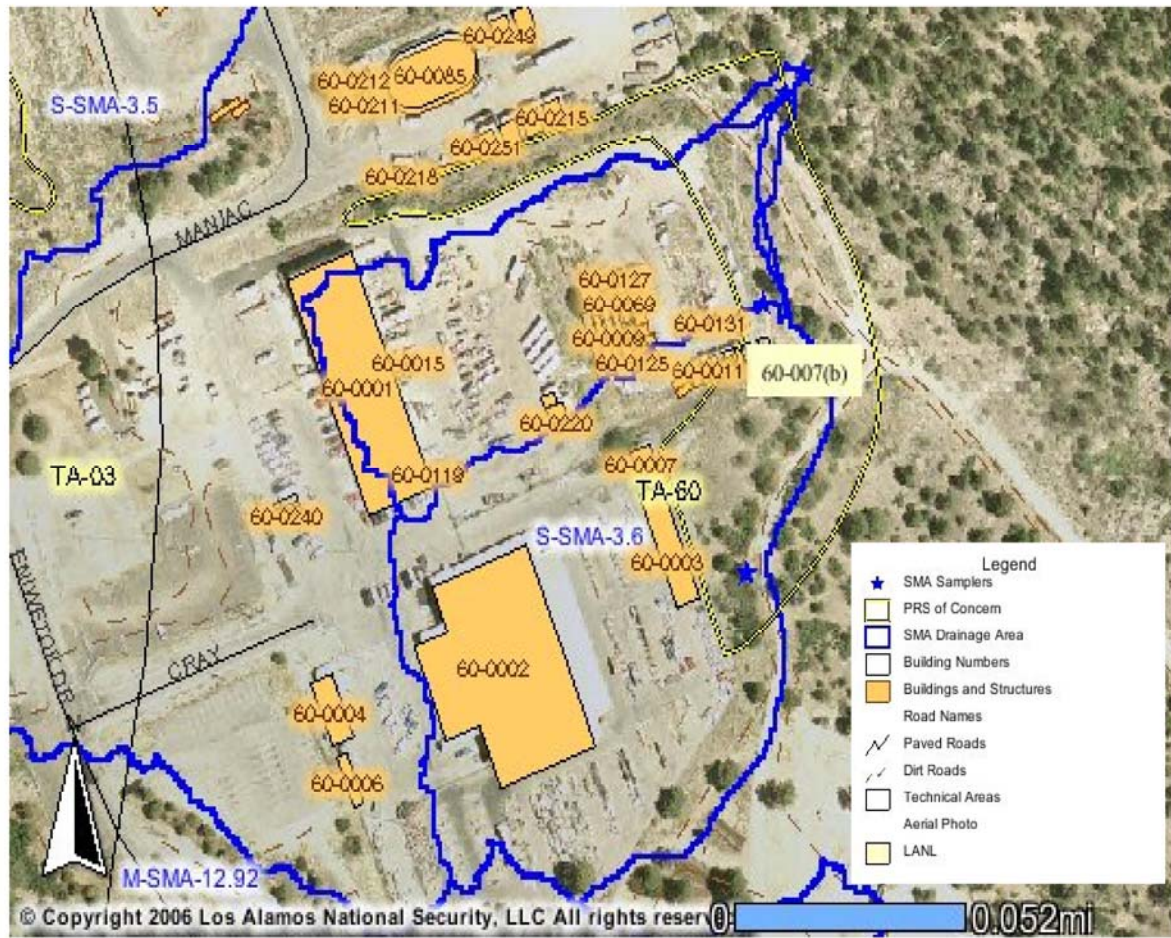 60-0249
60-0212
60-0085
S-SMA-3.5
60-0211
60-0215
60-0251
60-0218
MANIAC
60-0127
60-0069
60-0131
60-0009
60-0015
60-0125
60-0011
60-007(b)
60-0001
60-0220
60-0119
60-0007
TA-03
TA-60
60-0240
S-SMA-3.6
60-0003
ENIWETOK DR
CRAY
60-0002
60-0004
60-0006
M-SMA-12.92
Legend
SMA Samplers
PRS of Concern
SMA Drainage Area
Building Numbers
Buildings and Structures
Road Names
Paved Roads
Dirt Roads
Technical Areas
Aerial Photo
LANL
© Copyright 2006 Los Alamos National Security, LLC All rights reserve
0 0.052mi